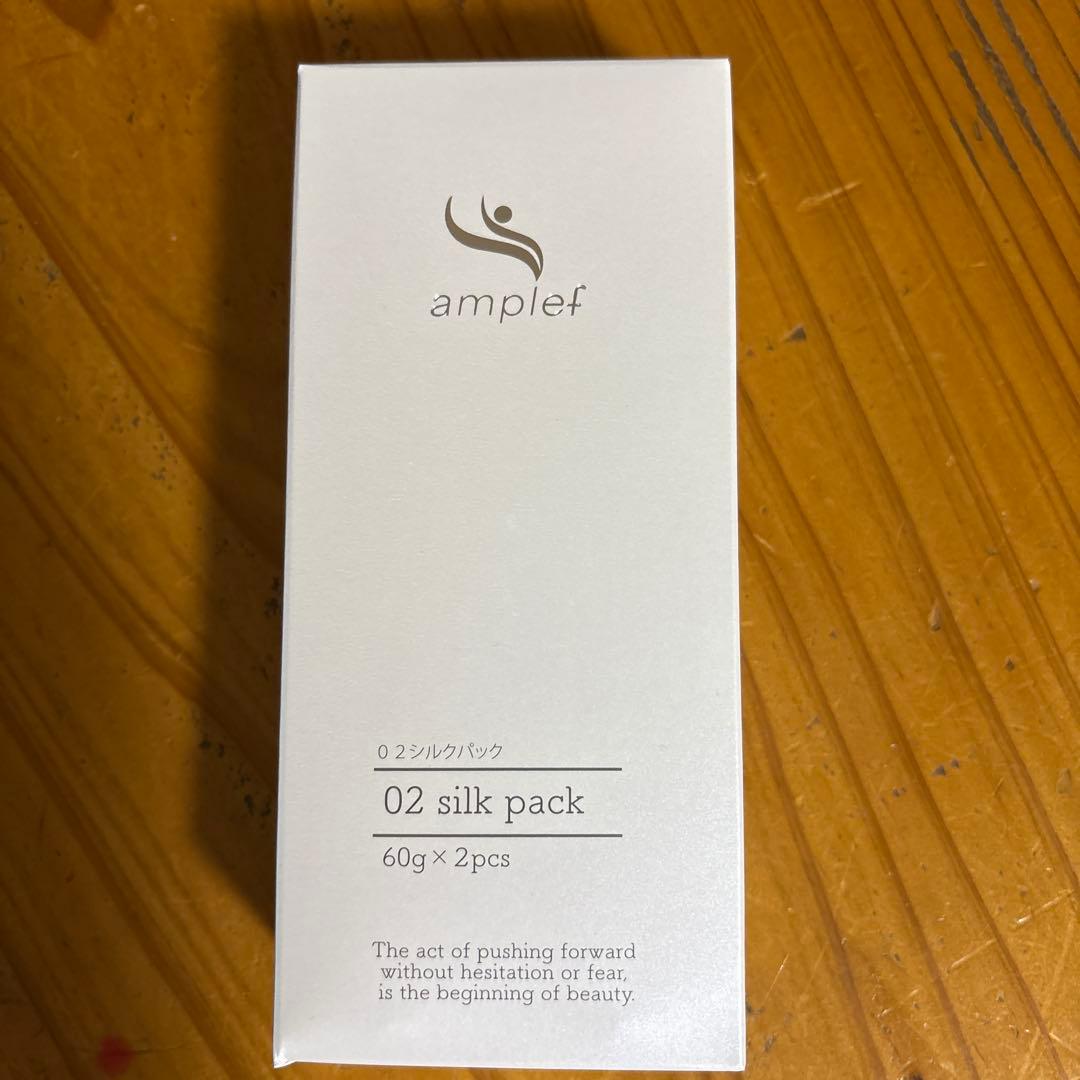 amplef
０２シルクパック
02 silk pack
60g×2pcs
The act of pushing forward
without hesitation or fear,
is the beginning of beauty.